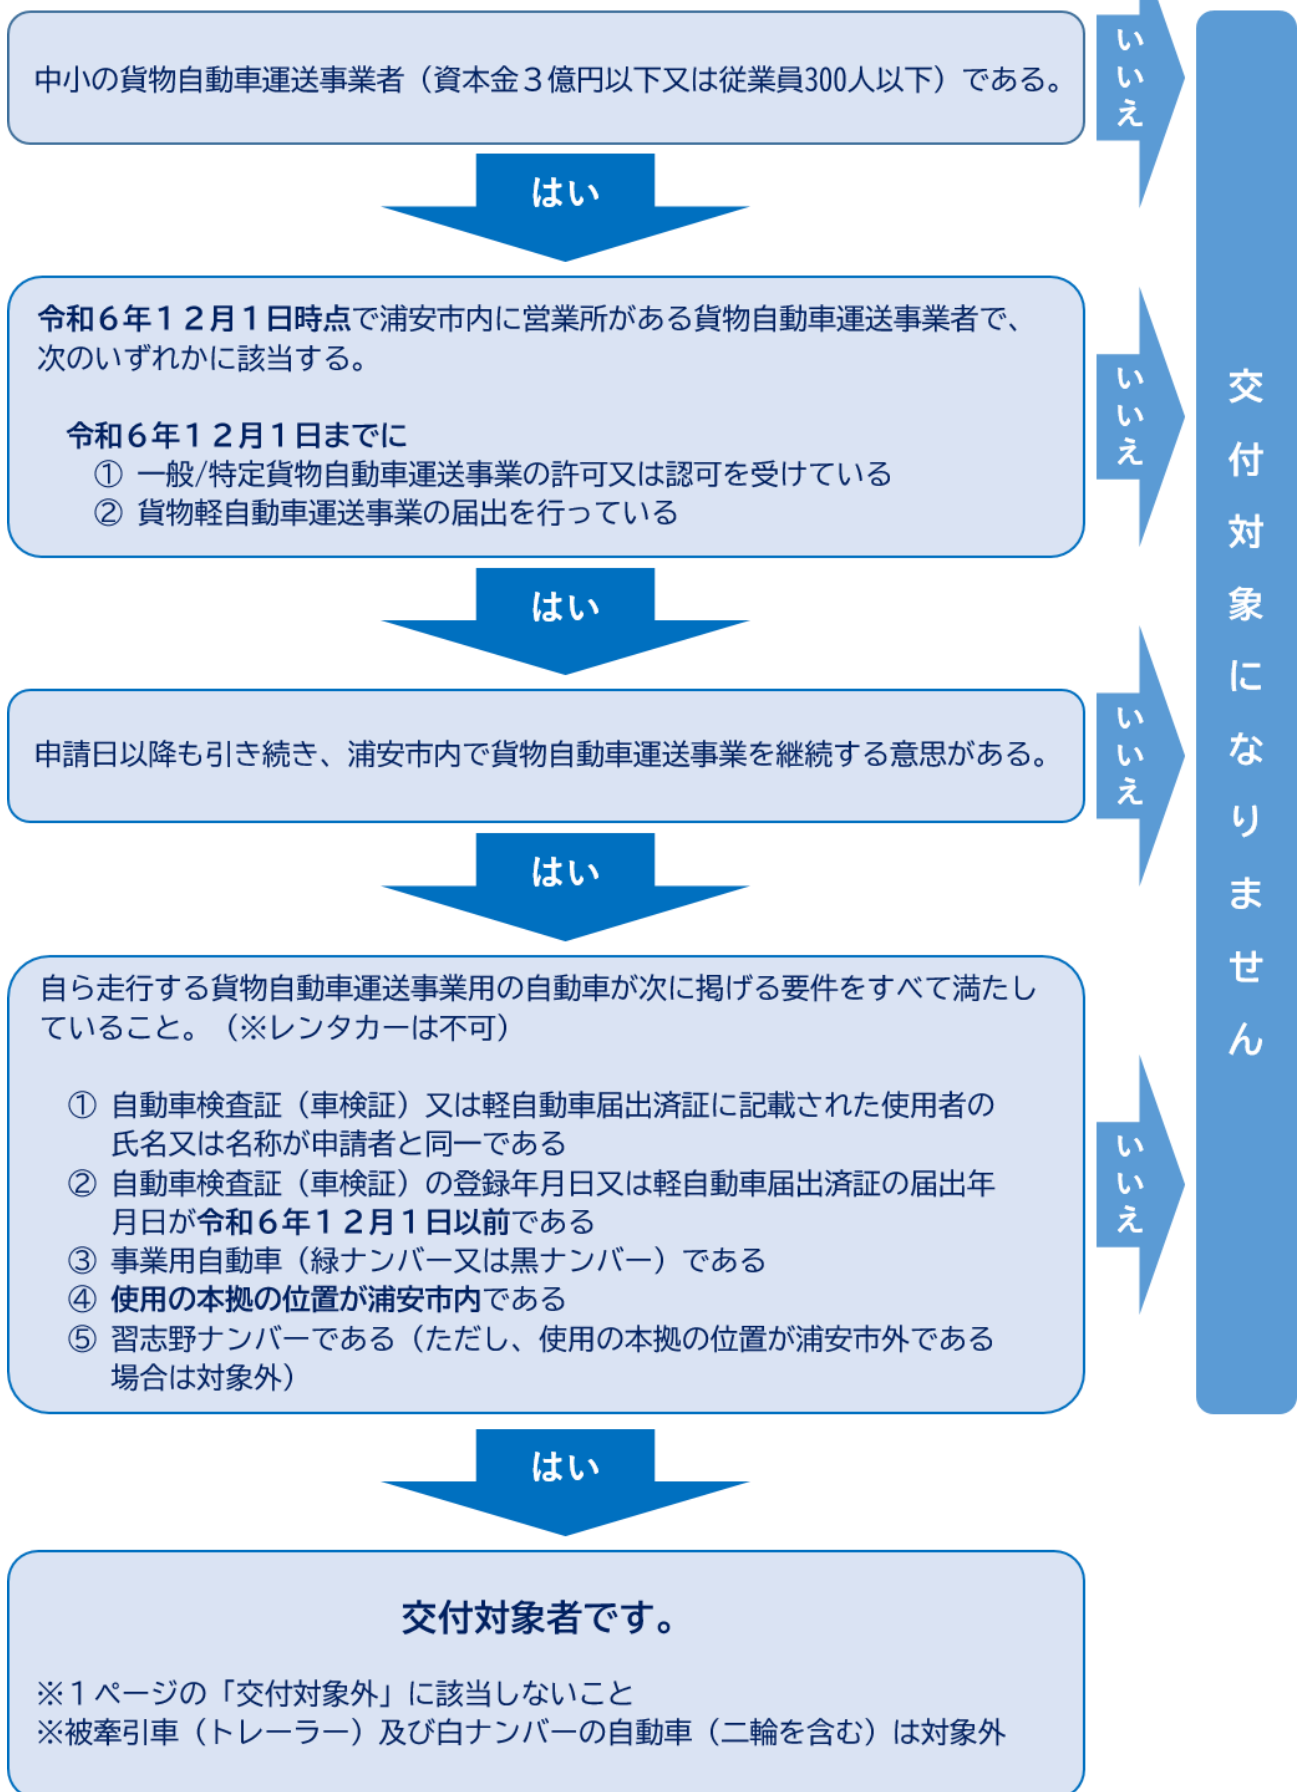 中小の貨物自動車運送事業者（資本金３億円以下又は従業員300人以下）である。
いいえ
はい
令和６年１２月１日時点で浦安市内に営業所がある貨物自動車運送事業者で、
次のいずれかに該当する。
令和６年１２月１日までに
① 一般/特定貨物自動車運送事業の許可又は認可を受けている
② 貨物軽自動車運送事業の届出を行っている
いいえ
はい
申請日以降も引き続き、浦安市内で貨物自動車運送事業を継続する意思がある。
いいえ
はい
自ら走行する貨物自動車運送事業用の自動車が次に掲げる要件をすべて満たし
ていること。（※レンタカーは不可）
① 自動車検査証（車検証）又は軽自動車届出済証に記載された使用者の
氏名又は名称が申請者と同一である
② 自動車検査証（車検証）の登録年月日又は軽自動車届出済証の届出年
月日が令和６年１２月１日以前である
③ 事業用自動車（緑ナンバー又は黒ナンバー）である
④ 使用の本拠の位置が浦安市内である
⑤ 習志野ナンバーである（ただし、使用の本拠の位置が浦安市外である
場合は対象外）
いいえ
交付対象になりません
はい
交付対象者です。
※１ページの「交付対象外」に該当しないこと
※被牽引車（トレーラー）及び白ナンバーの自動車（二輪を含む）は対象外